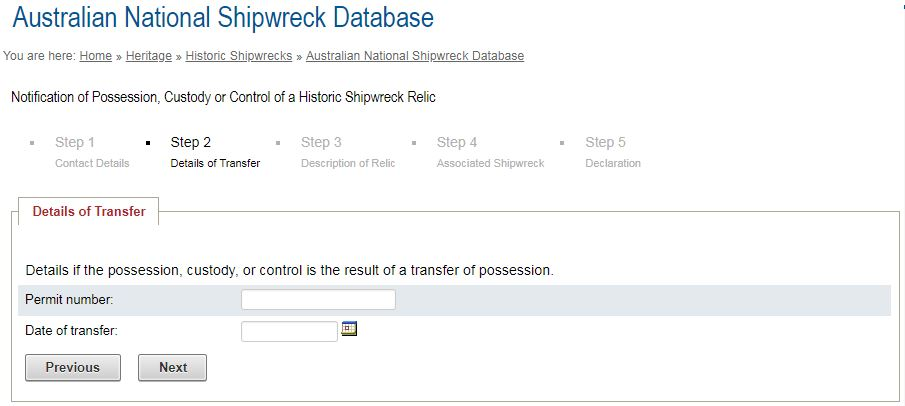 Australian National Shipwreck Database
You are here: Home » Heritage » Historic Shipwrecks » Australian National Shipwreck Database
Notification of Possession, Custody or Control of a Historic Shipwreck Relic
Step 1 Step 2 Step 3 Step 4 Step 5
Contact Details Details of Transfer Description of Relic Associated Shipwreck Declaration
Details of Transfer
Details if the possession, custody, or control is the result of a transfer of possession.
Permit number:
Date of transfer:
Previous Next